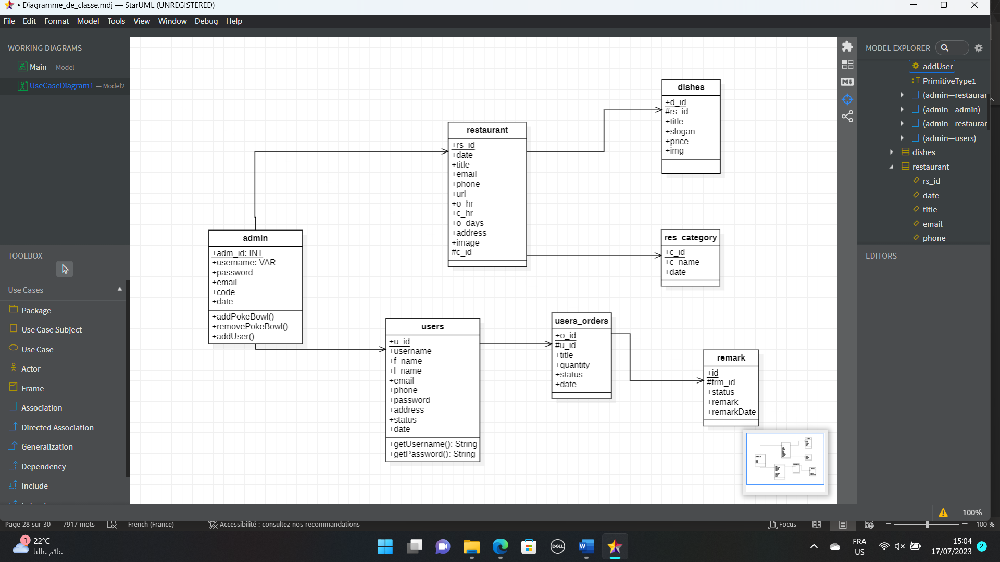 • Diagramme_de_classe.mdj — StarUML (UNREGISTERED)
File Edit Format Model Tools View Window Debug Help
WORKING DIAGRAMS
Main — Model
UseCaseDiagram1 — Model2
TOOLBOX
Use Cases
Package
Use Case Subject
Use Case
Actor
Frame
Association
Directed Association
Generalization
Dependency
Include
admin
+adm_id: INT
+username: VAR
+password
+email
+code
+date
+addPokeBowl()
+removePokeBowl()
+addUser()
restaurant
+rs_id
+date
+title
+email
+phone
+url
+o_hr
+c_hr
+o_days
+address
+image
#c_id
dishes
+d_id
#rs_id
+title
+slogan
+price
+img
res_category
+c_id
+c_name
+date
users
+u_id
+username
+f_name
+l_name
+email
+phone
+password
+address
+status
+date
+getUsername(): String
+getPassword(): String
users_orders
+o_id
#u_id
+title
+quantity
+status
+date
remark
+id
#frm_id
+status
+remark
+remarkDate
MODEL EXPLORER
addUser
PrimitiveType1
(admin—restaurar
(admin—admin)
(admin—restaurar
(admin—users)
dishes
restaurant
rs_id
date
title
email
phone
EDITORS
100%
Page 28 sur 30 7917 mots French (France) Accessibilité : consultez nos recommandations Focus 100 %
1
22°C
غائم غالبًا
DELL
W
FRA
US
15:04
17/07/2023
2